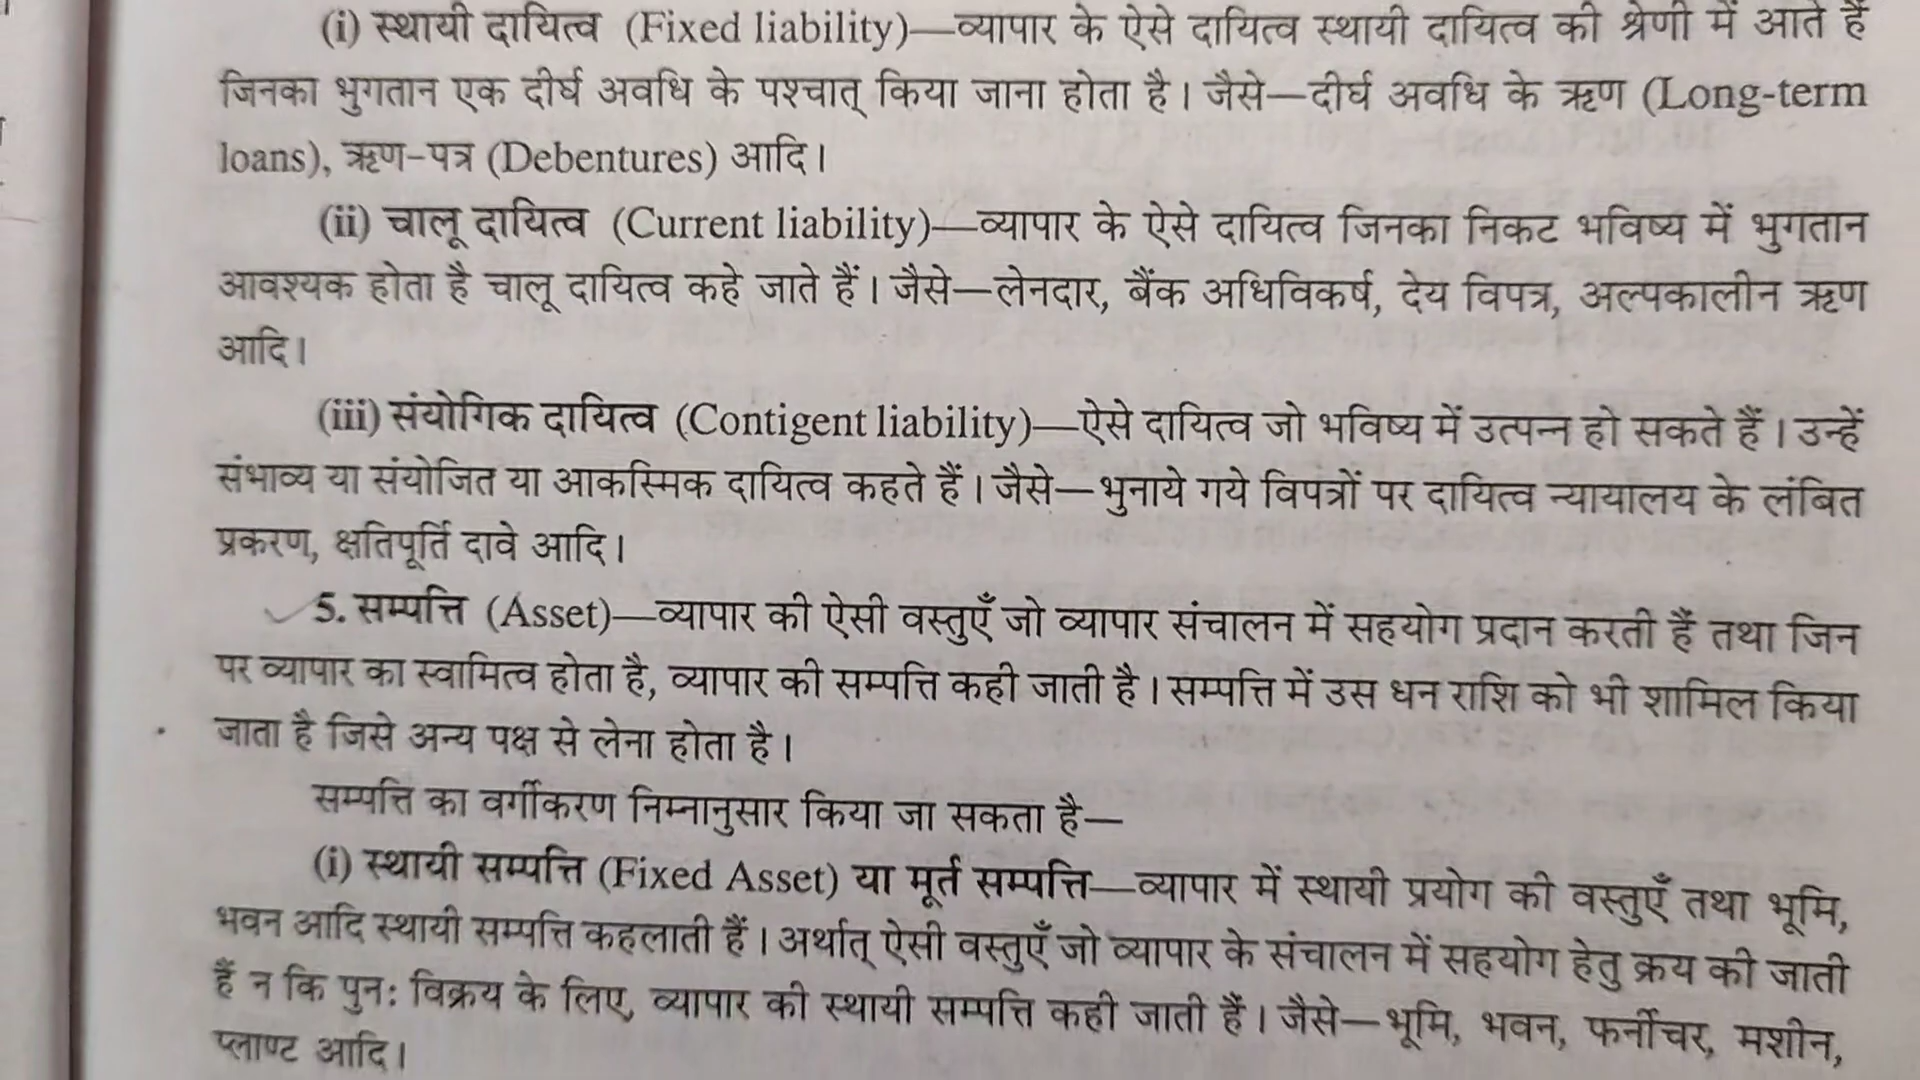 (i) स्थायी दायित्व (Fixed liability)—व्यापार के ऐसे दायित्व स्थायी दायित्व की श्रेणी में आते हैं
जिनका भुगतान एक दीर्घ अवधि के पश्चात् किया जाना होता है। जैसे—दीर्घ अवधि के ऋण (Long-term
loans), ऋण-पत्र (Debentures) आदि।
(ii) चालू दायित्व (Current liability)—व्यापार के ऐसे दायित्व जिनका निकट भविष्य में भुगतान
आवश्यक होता है चालू दायित्व कहे जाते हैं। जैसे—लेनदार, बैंक अधिविकर्ष, देय विपत्र, अल्पकालीन ऋण
आदि।
(iii) संयोगिक दायित्व (Contigent liability)—ऐसे दायित्व जो भविष्य में उत्पन्न हो सकते हैं। उन्हें
संभाव्य या संयोजित या आकस्मिक दायित्व कहते हैं। जैसे—भुनाये गये विपत्रों पर दायित्व न्यायालय के लंबित
प्रकरण, क्षतिपूर्ति दावे आदि।
5. सम्पत्ति (Asset)—व्यापार की ऐसी वस्तुएँ जो व्यापार संचालन में सहयोग प्रदान करती हैं तथा जिन
पर व्यापार का स्वामित्व होता है, व्यापार की सम्पत्ति कही जाती है। सम्पत्ति में उस धन राशि को भी शामिल किया
जाता है जिसे अन्य पक्ष से लेना होता है।
सम्पत्ति का वर्गीकरण निम्नानुसार किया जा सकता है—
(i) स्थायी सम्पत्ति (Fixed Asset) या मूर्त सम्पत्ति—व्यापार में स्थायी प्रयोग की वस्तुएँ तथा भूमि,
भवन आदि स्थायी सम्पत्ति कहलाती हैं। अर्थात् ऐसी वस्तुएँ जो व्यापार के संचालन में सहयोग हेतु क्रय की जाती
हैं न कि पुनः विक्रय के लिए, व्यापार की स्थायी सम्पत्ति कही जाती हैं। जैसे—भूमि, भवन, फर्नीचर, मशीन,
प्लाण्ट आदि।